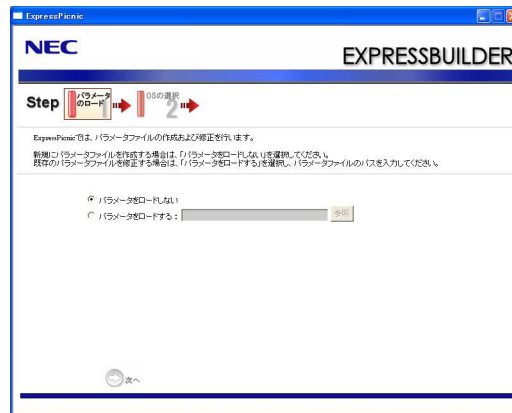 ExpressPicnic
NEC
EXPRESSBUILDER
Step パラメータのロード 1 OSの選択 2
ExpressPicnicでは、パラメータファイルの作成および修正を行います。
新規にパラメータファイルを作成する場合は、「パラメータをロードしない」を選択してください。
既存のパラメータファイルを修正する場合は、「パラメータをロードする」を選択し、パラメータファイルのパスを入力してください。
パラメータをロードしない
パラメータをロードする：
参照
次へ